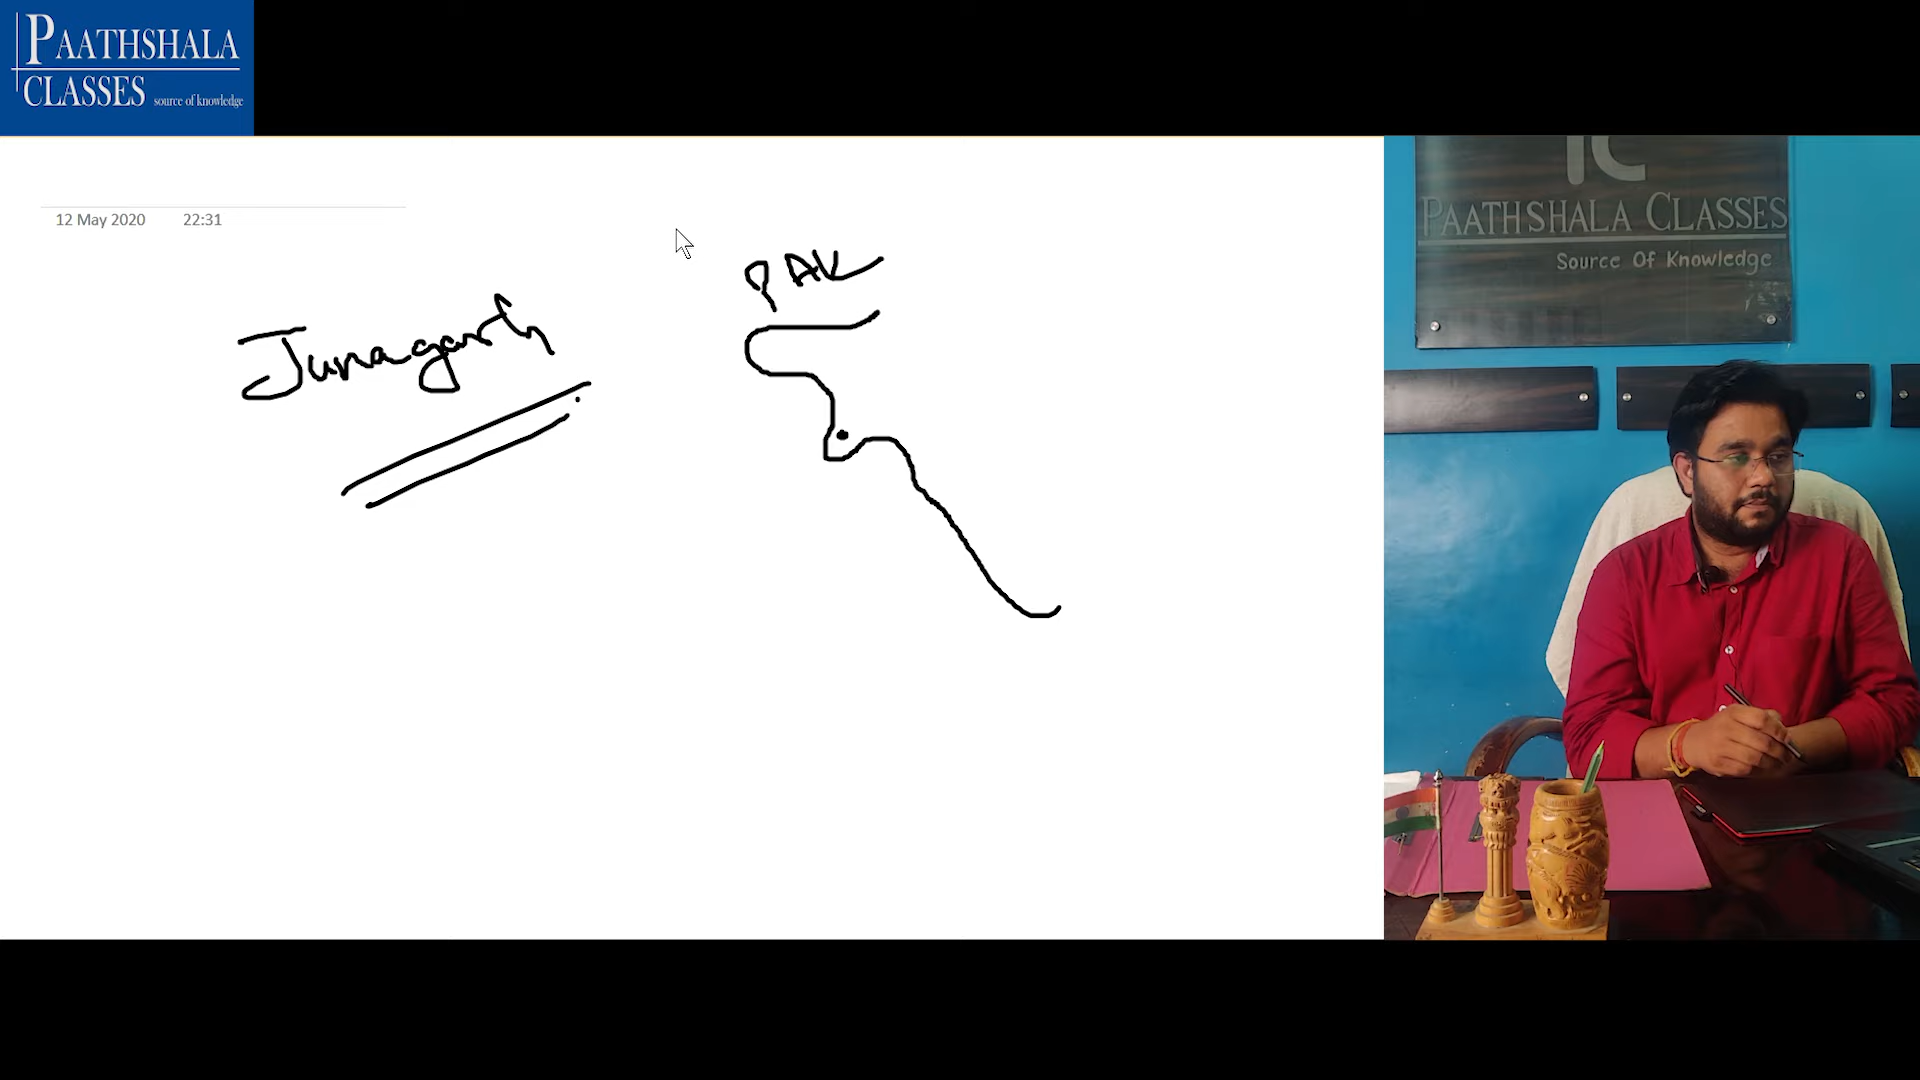 PAATHSHALA
CLASSES source of knowledge
12 May 2020 22:31
Junagarh
PAK
PAATHSHALA CLASSES
Source Of Knowledge